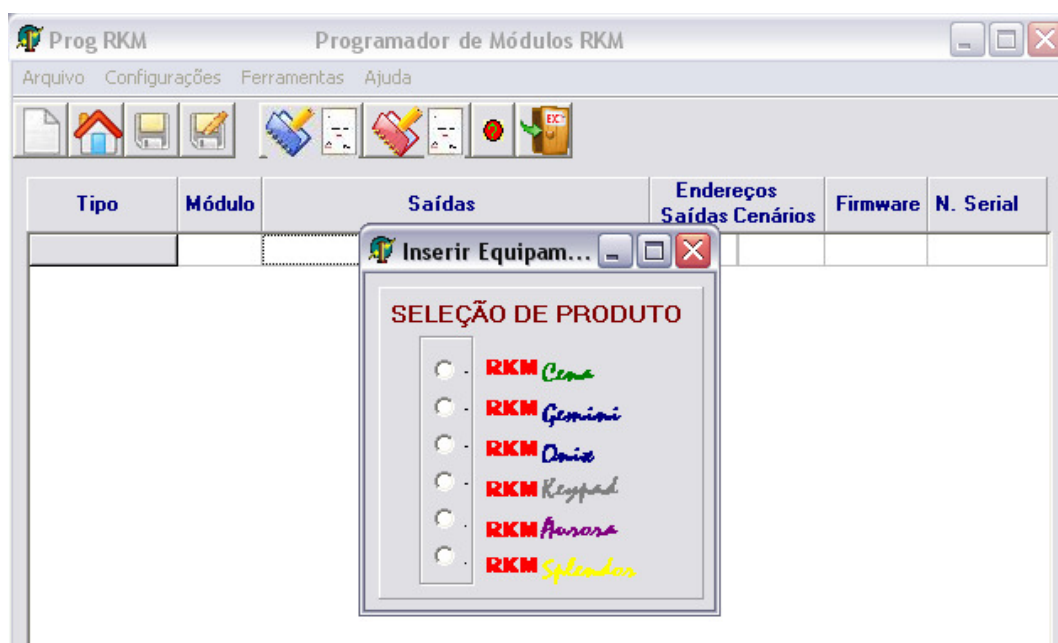 Prog RKM Programador de Módulos RKM
Arquivo Configurações Ferramentas Ajuda
EXIT
Tipo Módulo Saídas Endereços Saídas Cenários Firmware N. Serial
Inserir Equipam...
SELEÇÃO DE PRODUTO
. RKM Cena
. RKM Gemini
. RKM Onix
. RKM Keypad
. RKM Aurora
. RKM Splendor